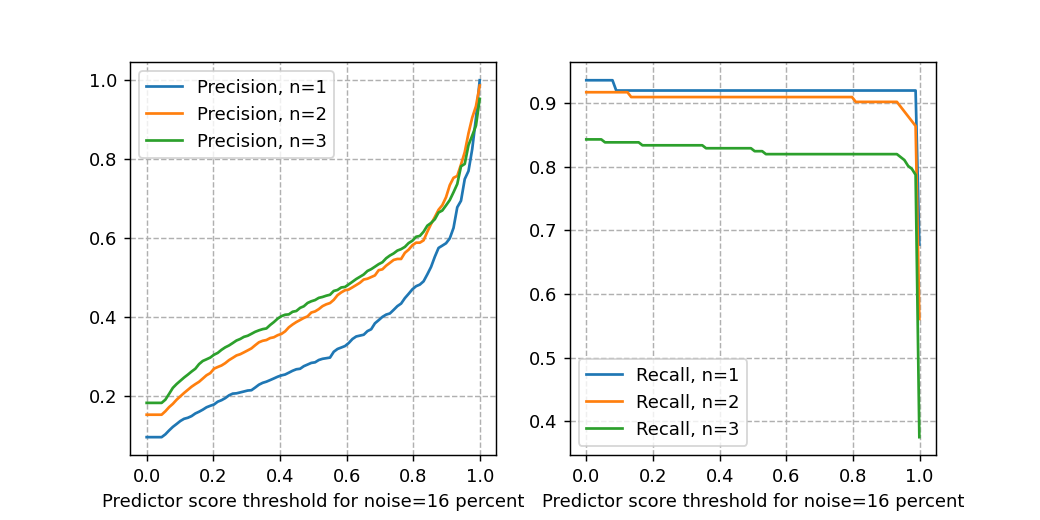 Precision, n=1
Precision, n=2
Precision, n=3
1.0
0.8
0.6
0.4
0.2
0.0 0.2 0.4 0.6 0.8 1.0
Predictor score threshold for noise=16 percent
0.9
0.8
0.7
0.6
0.5
0.4
Recall, n=1
Recall, n=2
Recall, n=3
0.0 0.2 0.4 0.6 0.8 1.0
Predictor score threshold for noise=16 percent